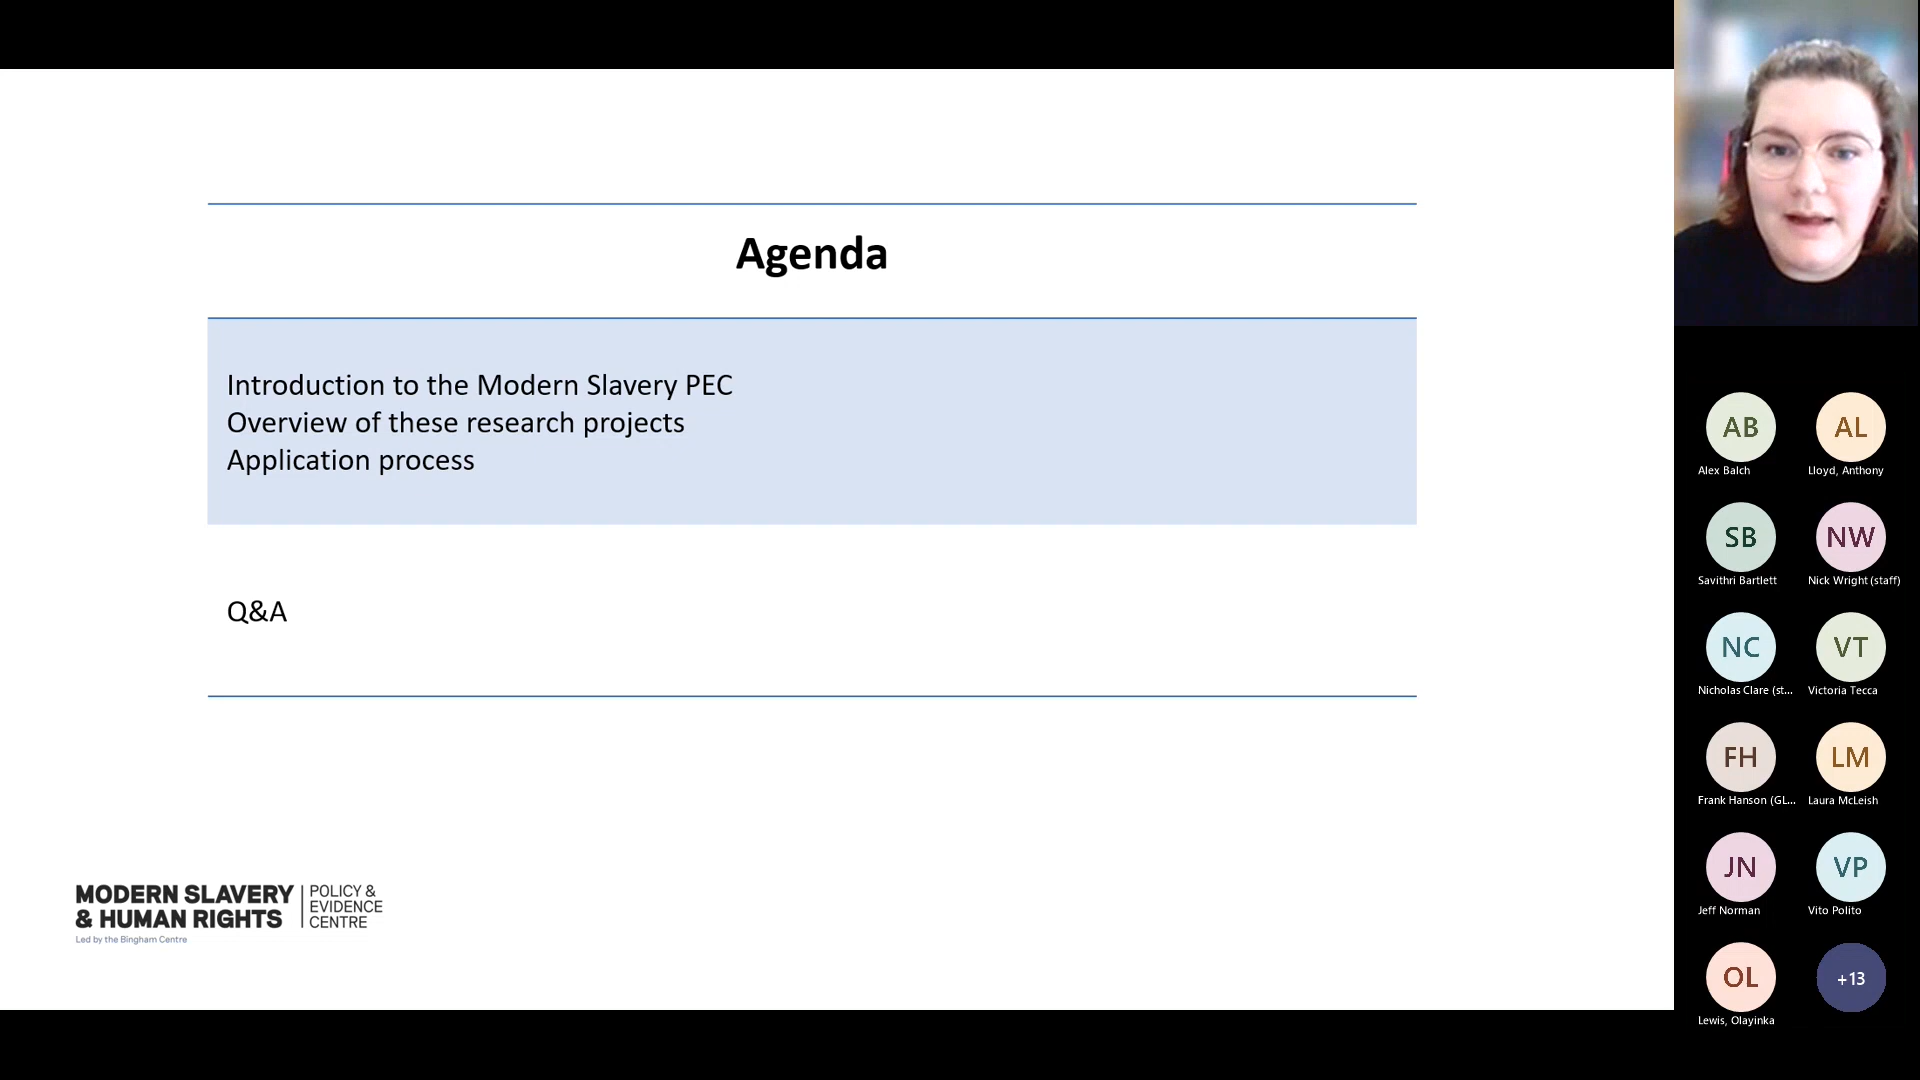 Agenda
Introduction to the Modern Slavery PEC
Overview of these research projects
Application process
Q&A
MODERN SLAVERY
& HUMAN RIGHTS
POLICY &
EVIDENCE
CENTRE
Led by the Bingham Centre
AB
AL
Alex Balch
Lloyd, Anthony
SB
NW
Savithri Bartlett
Nick Wright (staff)
NC
VT
Nicholas Clare (st...
Victoria Tecca
FH
LM
Frank Hanson (GL...
Laura McLeish
JN
VP
Jeff Norman
Vito Polito
OL
+13
Lewis, Olayinka